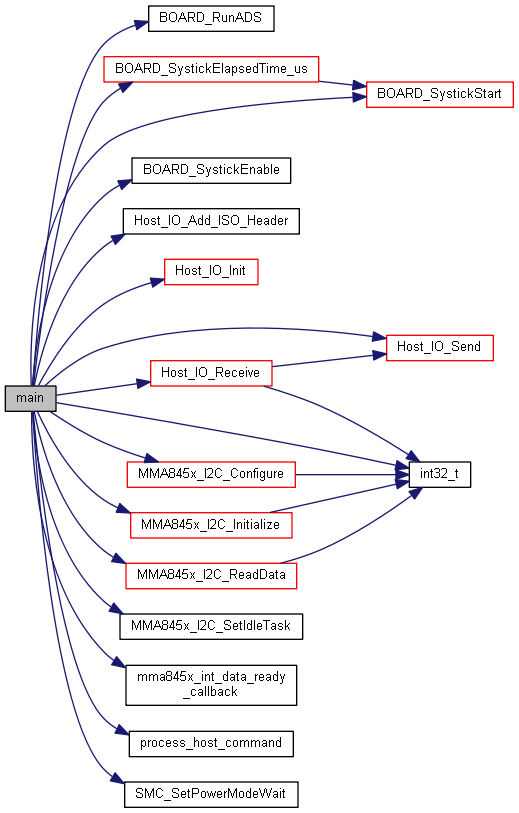 BOARD_RunADS
BOARD_SystickElapsedTime_us
BOARD_SystickStart
BOARD_SystickEnable
Host_IO_Add_ISO_Header
Host_IO_Init
Host_IO_Send
Host_IO_Receive
main
MMA845x_I2C_Configure
int32_t
MMA845x_I2C_Initialize
MMA845x_I2C_ReadData
MMA845x_I2C_SetIdleTask
mma845x_int_data_ready
_callback
process_host_command
SMC_SetPowerModeWait